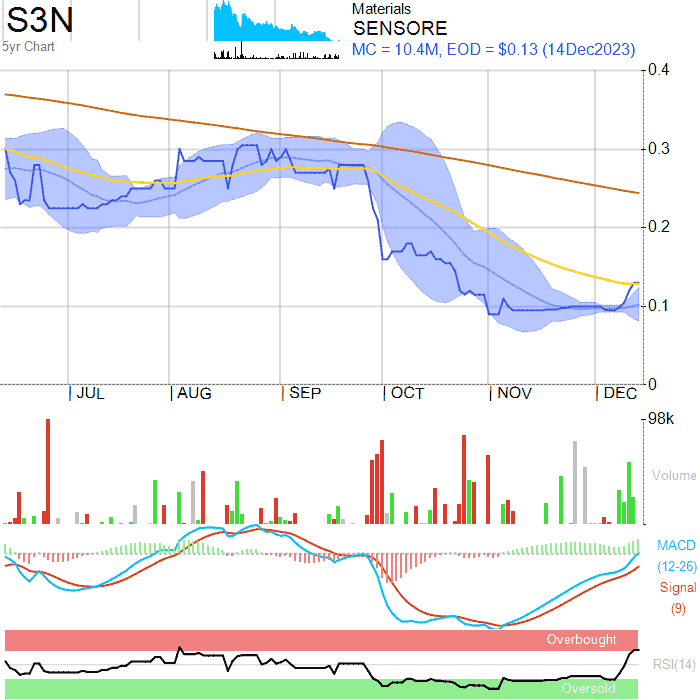 S3N
5yr Chart
Materials
SENSORE
MC = 10.4M, EOD = $0.13 (14Dec2023)
0.4
0.3
0.2
0.1
0
JUL AUG SEP OCT NOV DEC
98k
Volume
MACD
(12-26)
Signal
(9)
Overbought
RSI(14)
Oversold